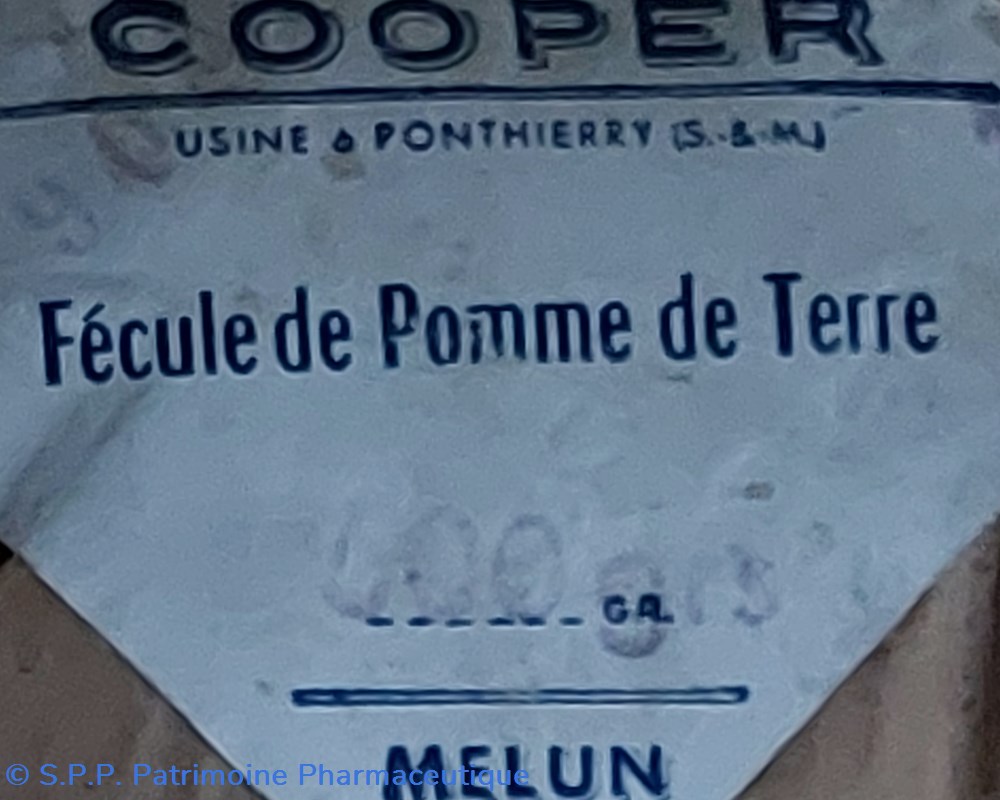 COOPER
USINE à PONTHIERRY (S.-&-M.)
Fécule de Pomme de Terre
GR.
MELUN
© S.P.P. Patrimoine Pharmaceutique